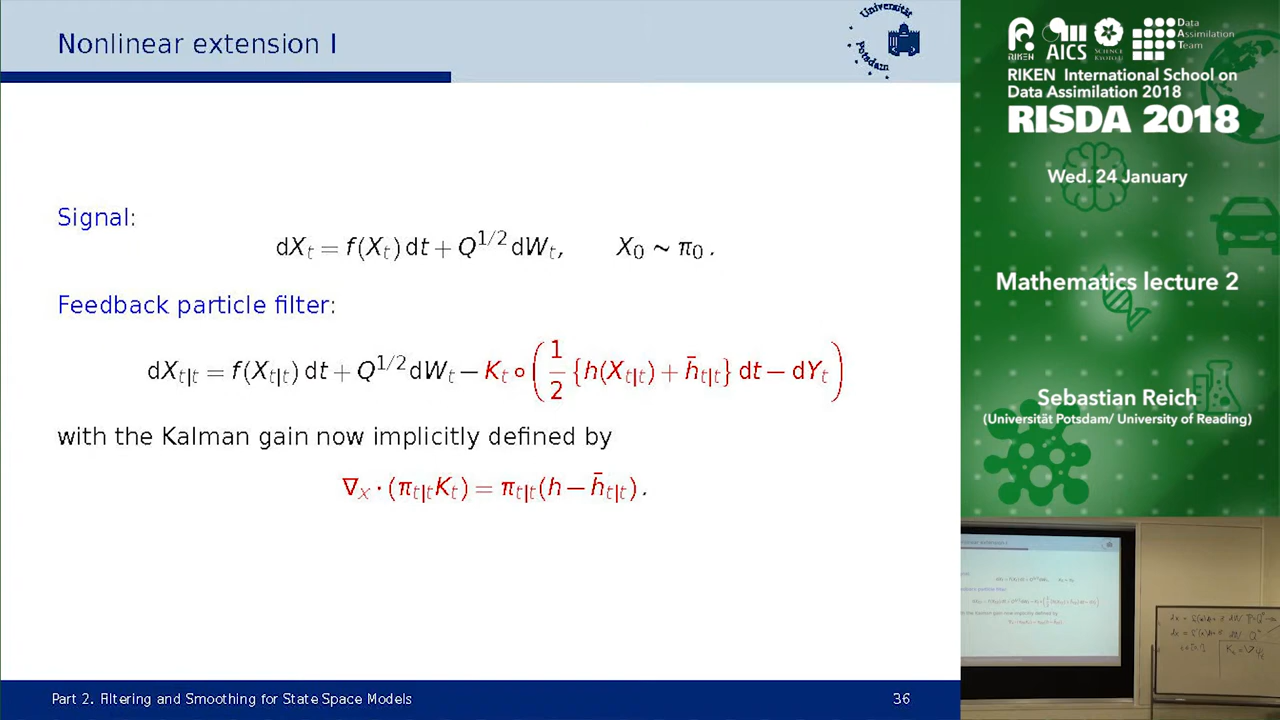 Nonlinear extension I
Universität
Potsdam
Signal:
dX_t = f(X_t) dt + Q^{1/2} dW_t,   X_0 ∼ π_0 .
Feedback particle filter:
dX_{t|t} = f(X_{t|t}) dt + Q^{1/2} dW_t − K_t ∘ ( 1/2 {h(X_{t|t}) + h̄_{t|t}} dt − dY_t )
with the Kalman gain now implicitly defined by
∇_x · (π_{t|t} K_t) = π_{t|t}(h − h̄_{t|t}) .
Part 2. Filtering and Smoothing for State Space Models
36
RIKEN
AICS
SCIENCE
Data
Assimilation
Team
RIKEN International School on
Data Assimilation 2018
RISDA 2018
Wed. 24 January
Mathematics lecture 2
Sebastian Reich
(Universität Potsdam/ University of Reading)